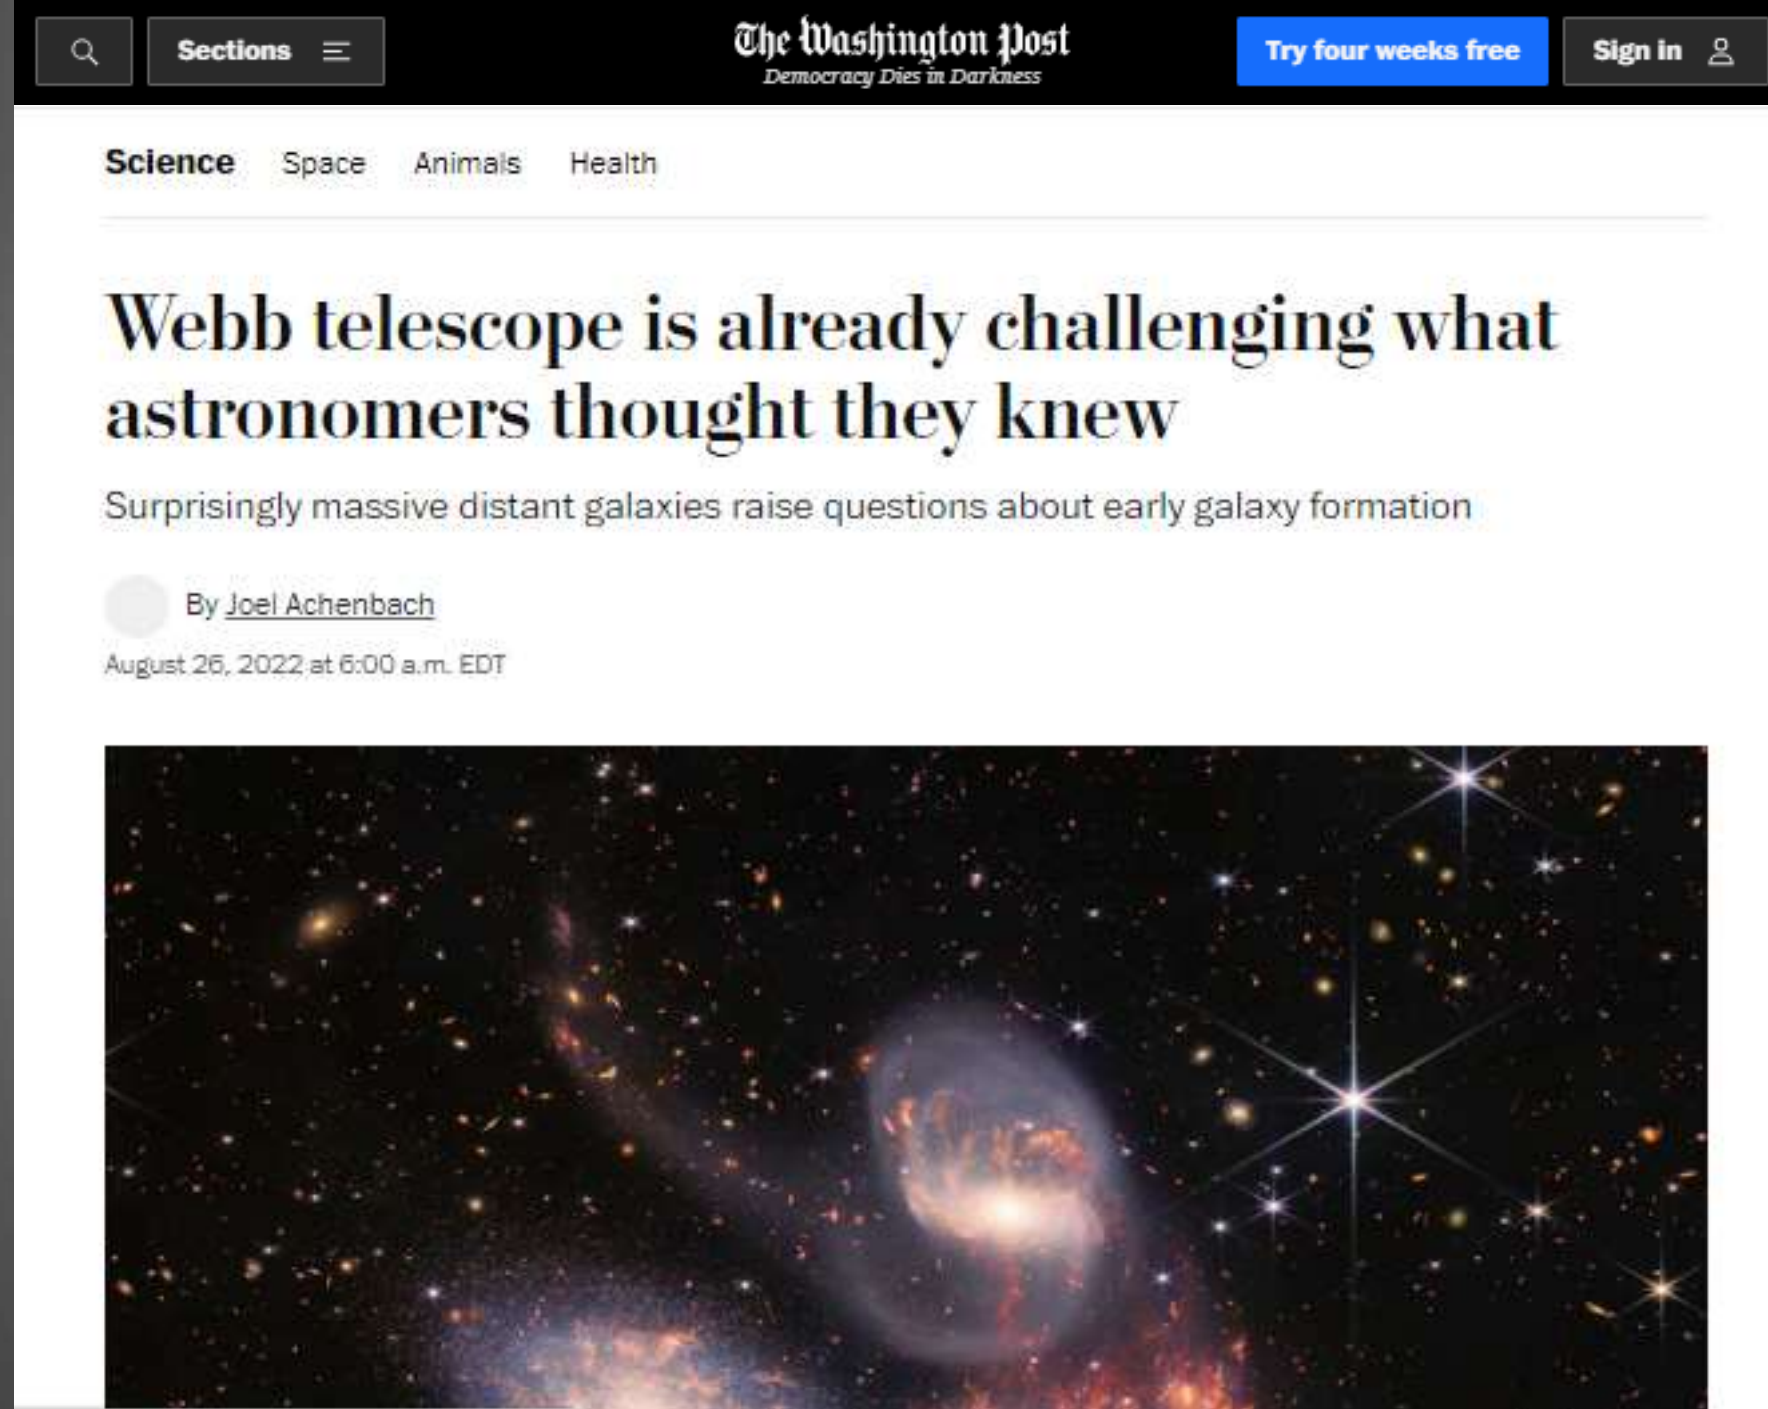 Sections
The Washington Post
Democracy Dies in Darkness
Try four weeks free
Sign in
Science Space Animals Health
Webb telescope is already challenging what
astronomers thought they knew
Surprisingly massive distant galaxies raise questions about early galaxy formation
By Joel Achenbach
August 26, 2022 at 6:00 a.m. EDT